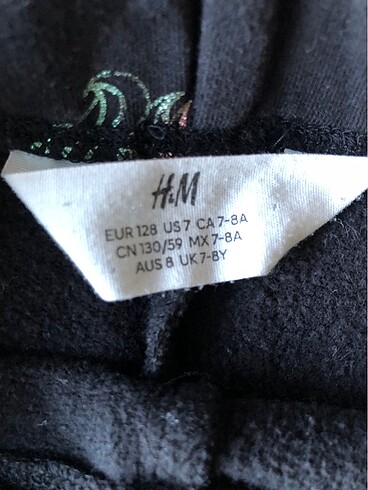 H&M
EUR 128 US 7 CA 7-8A
CN 130/59 MX 7-8A
AUS 8 UK 7-8Y